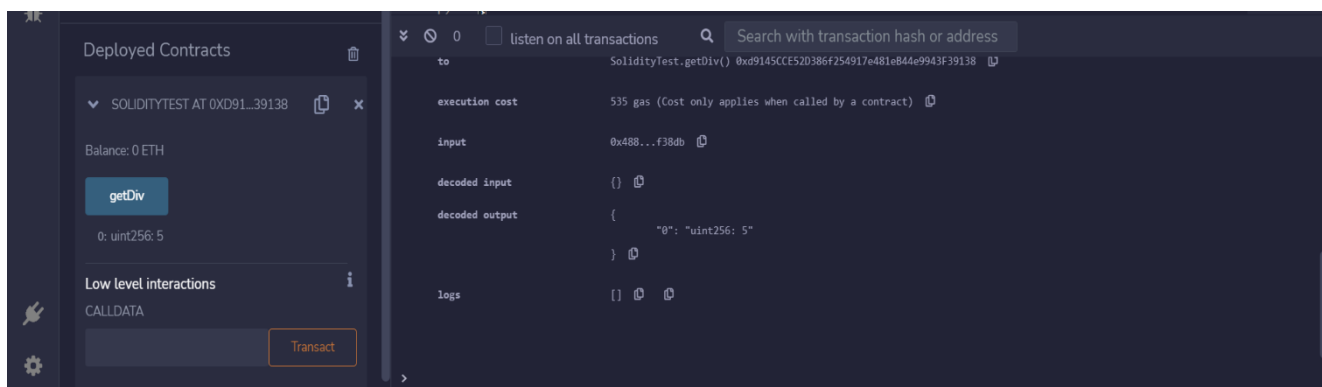 Deployed Contracts
SOLIDITYTEST AT 0XD91...39138
Balance: 0 ETH
getDiv
0: uint256: 5
Low level interactions
i
CALLDATA
Transact
0
listen on all transactions
Search with transaction hash or address
to SolidityTest.getDiv() 0xd9145CCE52D386f254917e481eB44e9943F39138
execution cost 535 gas (Cost only applies when called by a contract)
input 0x488...f38db
decoded input {}
decoded output {
"0": "uint256: 5"
}
logs []
>